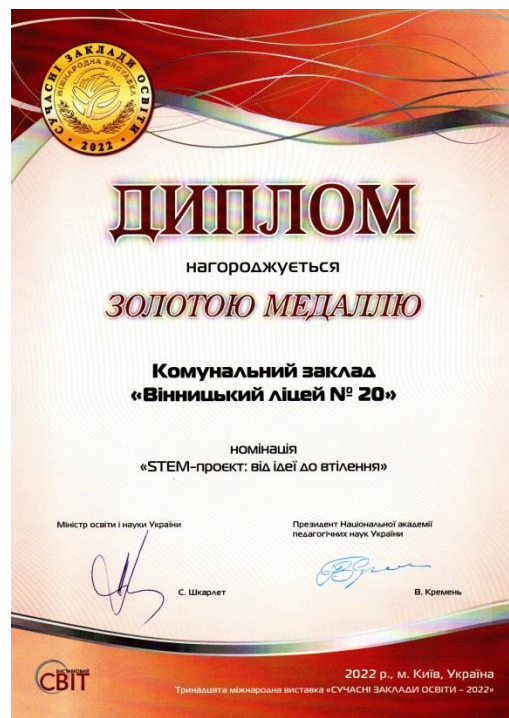 СУЧАСНІ ЗАКЛАДИ ОСВІТИ
МІЖНАРОДНА ВИСТАВКА
• 2022 •
ДИПЛОМ
нагороджується
ЗОЛОТОЮ МЕДАЛЛЮ
Комунальний заклад
«Вінницький ліцей № 20»
номінація
«STEM-проєкт: від ідеї до втілення»
Міністр освіти і науки України
Президент Національної академії
педагогічних наук України
С. Шкарлет
В. Кремень
ВИСТАВКОВИЙ
СВІТ
2022 р., м. Київ, Україна
Тринадцята міжнародна виставка «СУЧАСНІ ЗАКЛАДИ ОСВІТИ – 2022»